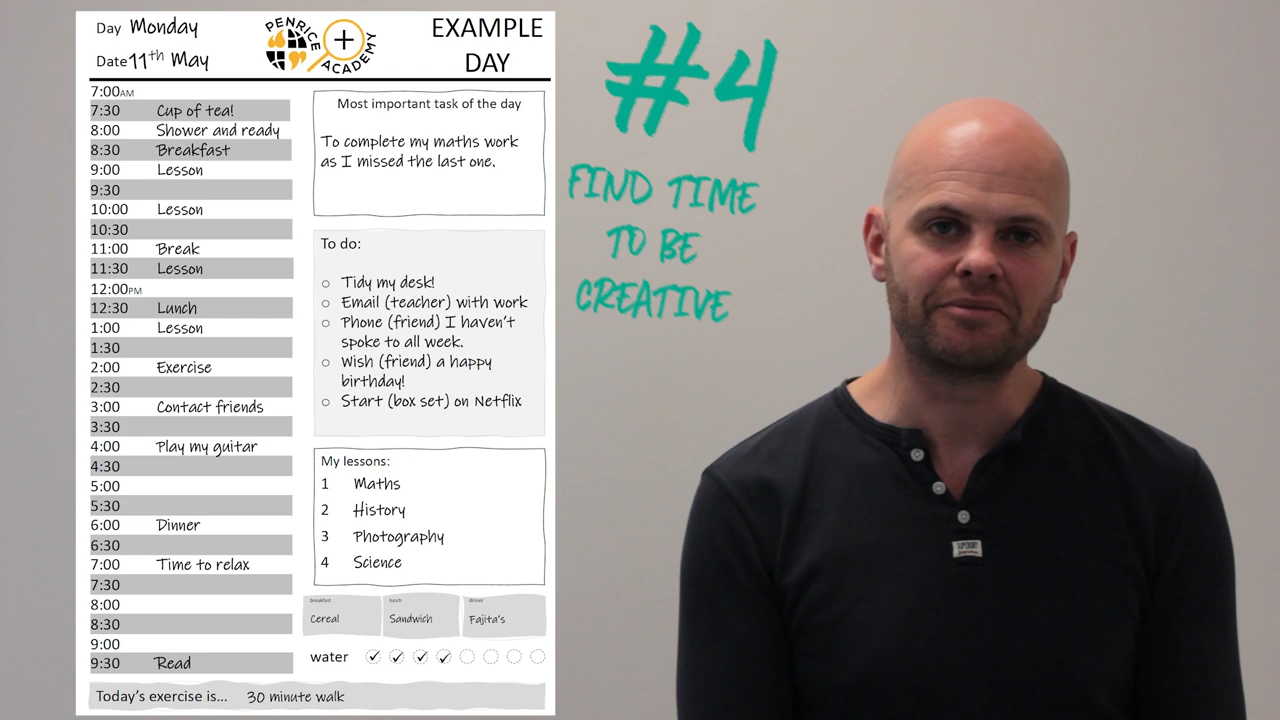 Day Monday
Date 11th May
PENRICE ACADEMY
EXAMPLE
DAY
7:00AM
7:30 Cup of tea!
8:00 Shower and ready
8:30 Breakfast
9:00 Lesson
9:30
10:00 Lesson
10:30
11:00 Break
11:30 Lesson
12:00PM
12:30 Lunch
1:00 Lesson
1:30
2:00 Exercise
2:30
3:00 Contact friends
3:30
4:00 Play my guitar
4:30
5:00
5:30
6:00 Dinner
6:30
7:00 Time to relax
7:30
8:00
8:30
9:00
9:30 Read
Most important task of the day
To complete my maths work
as I missed the last one.
To do:
Tidy my desk!
Email (teacher) with work
Phone (friend) I haven't
spoke to all week.
Wish (friend) a happy
birthday!
Start (box set) on Netflix
My lessons:
1 Maths
2 History
3 Photography
4 Science
breakfast lunch dinner
Cereal Sandwich Fajita's
water
Today's exercise is... 30 minute walk
#4
FIND TIME
TO BE
CREATIVE